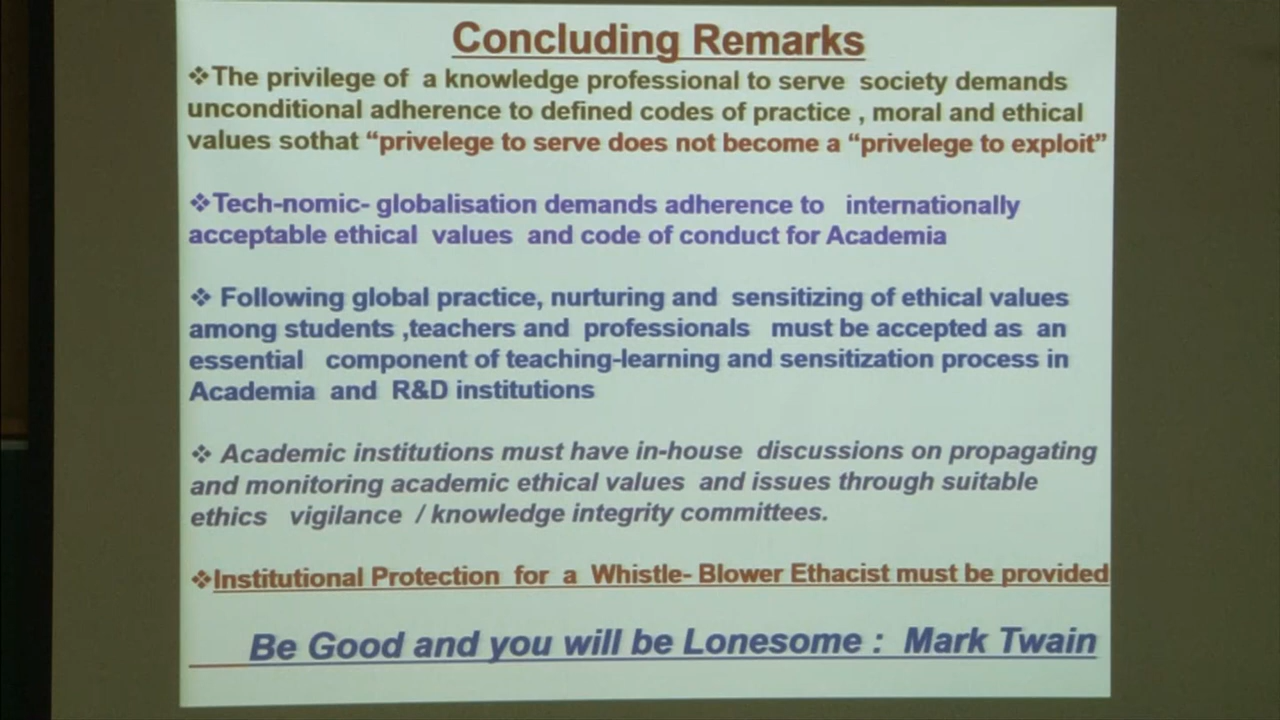 Concluding Remarks
❖The privilege of a knowledge professional to serve society demands
unconditional adherence to defined codes of practice , moral and ethical
values sothat “privelege to serve does not become a “privelege to exploit”
❖Tech-nomic- globalisation demands adherence to internationally
acceptable ethical values and code of conduct for Academia
❖ Following global practice, nurturing and sensitizing of ethical values
among students ,teachers and professionals must be accepted as an
essential component of teaching-learning and sensitization process in
Academia and R&D institutions
❖ Academic institutions must have in-house discussions on propagating
and monitoring academic ethical values and issues through suitable
ethics vigilance / knowledge integrity committees.
❖Institutional Protection for a Whistle- Blower Ethacist must be provided
Be Good and you will be Lonesome : Mark Twain